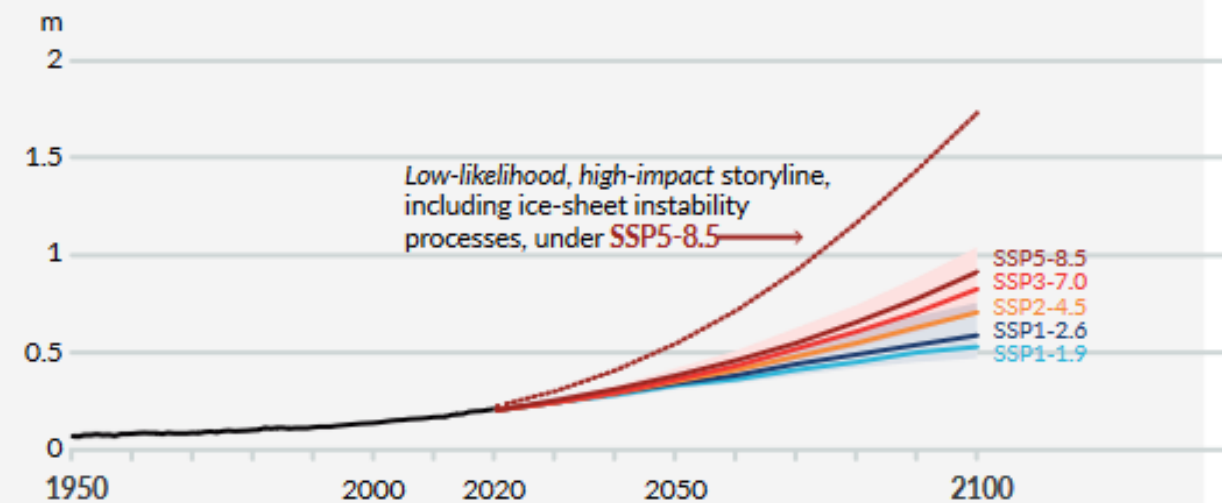 m
2
1.5
Low-likelihood, high-impact storyline,
including ice-sheet instability
processes, under SSP5-8.5
1
SSP5-8.5
SSP3-7.0
SSP2-4.5
SSP1-2.6
0.5
SSP1-1.9
0
1950 2000 2020 2050 2100